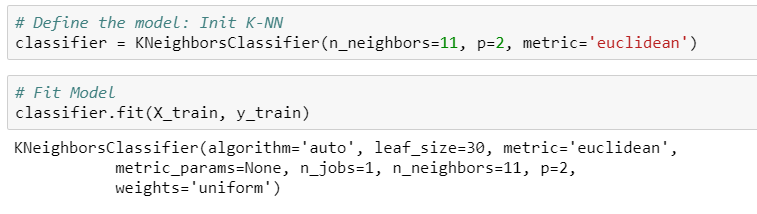 # Define the model: Init K-NN
classifier = KNeighborsClassifier(n_neighbors=11, p=2, metric='euclidean')
# Fit Model
classifier.fit(X_train, y_train)
KNeighborsClassifier(algorithm='auto', leaf_size=30, metric='euclidean',
metric_params=None, n_jobs=1, n_neighbors=11, p=2,
weights='uniform')